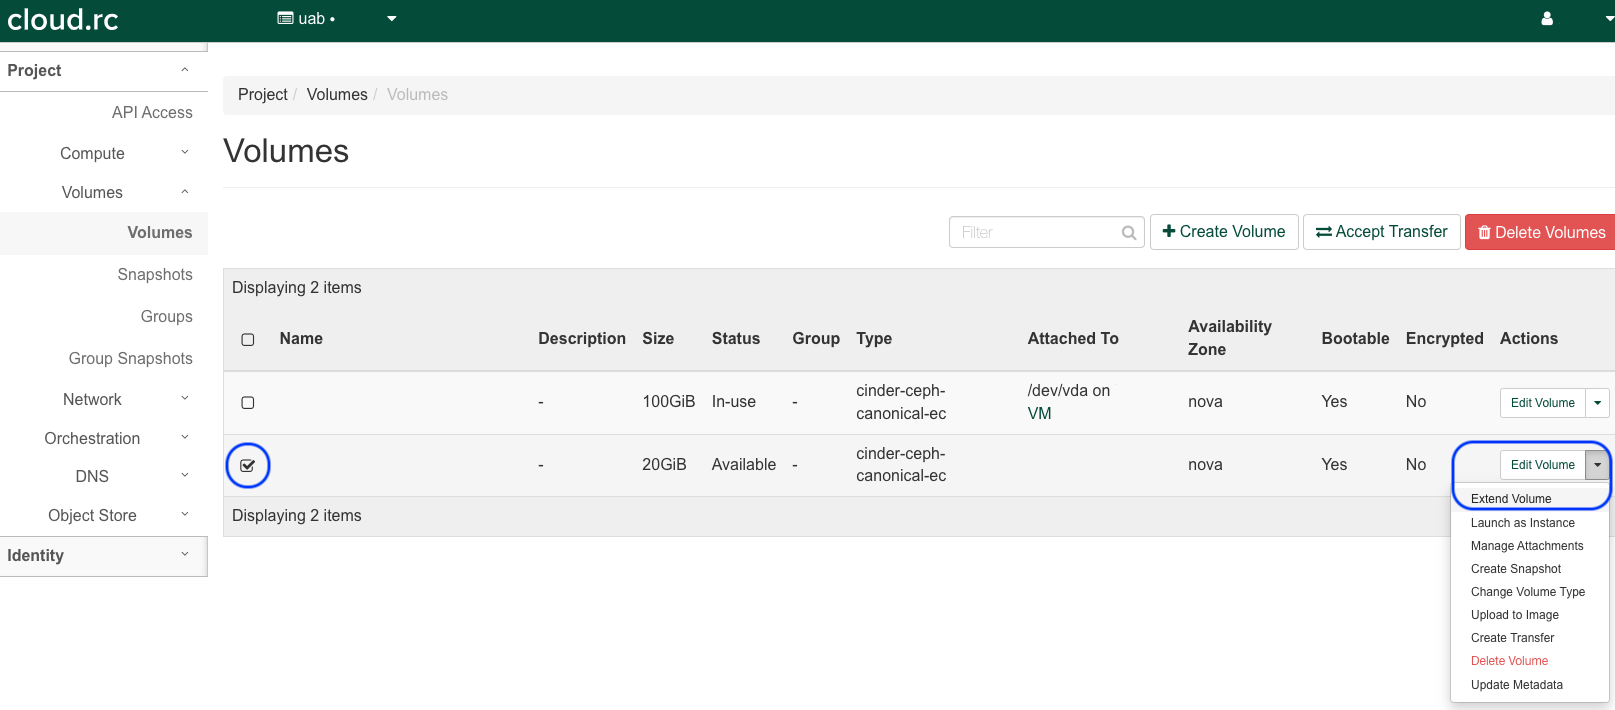 cloud.rc
uab •
Project
API Access
Compute
Volumes
Volumes
Snapshots
Groups
Group Snapshots
Network
Orchestration
DNS
Object Store
Identity
Project / Volumes / Volumes
Volumes
Filter
Create Volume
Accept Transfer
Delete Volumes
Displaying 2 items
Name Description Size Status Group Type Attached To Availability Zone Bootable Encrypted Actions
- 100GiB In-use - cinder-ceph-canonical-ec /dev/vda on VM nova Yes No Edit Volume
- 20GiB Available - cinder-ceph-canonical-ec nova Yes No Edit Volume
Displaying 2 items
Extend Volume
Launch as Instance
Manage Attachments
Create Snapshot
Change Volume Type
Upload to Image
Create Transfer
Delete Volume
Update Metadata